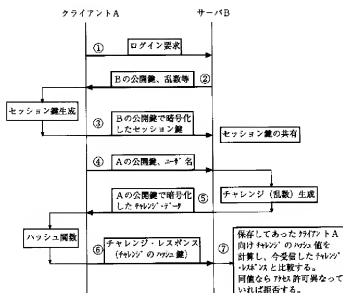 クライアントA
サーバB
①
ログイン要求
Bの公開鍵、乱数等
②
セッション鍵生成
③
Bの公開鍵で暗号化
したセッション鍵
セッション鍵の共有
④
Aの公開鍵、ユーザ名
チャレンジ（乱数）生成
Aの公開鍵で暗号化
した チャレンジ・データ
⑤
ハッシュ関数
⑥
チャレンジ・レスポンス
（チャレンジの ハッシュ 鍵）
⑦
保存してあった クライアント A
向け チャレンジ の ハッシュ 値を
計算し、今受信した チャレンジ
・レスポンス と比較する。
同値なら アクセス 許可異なって
いれば拒否する。